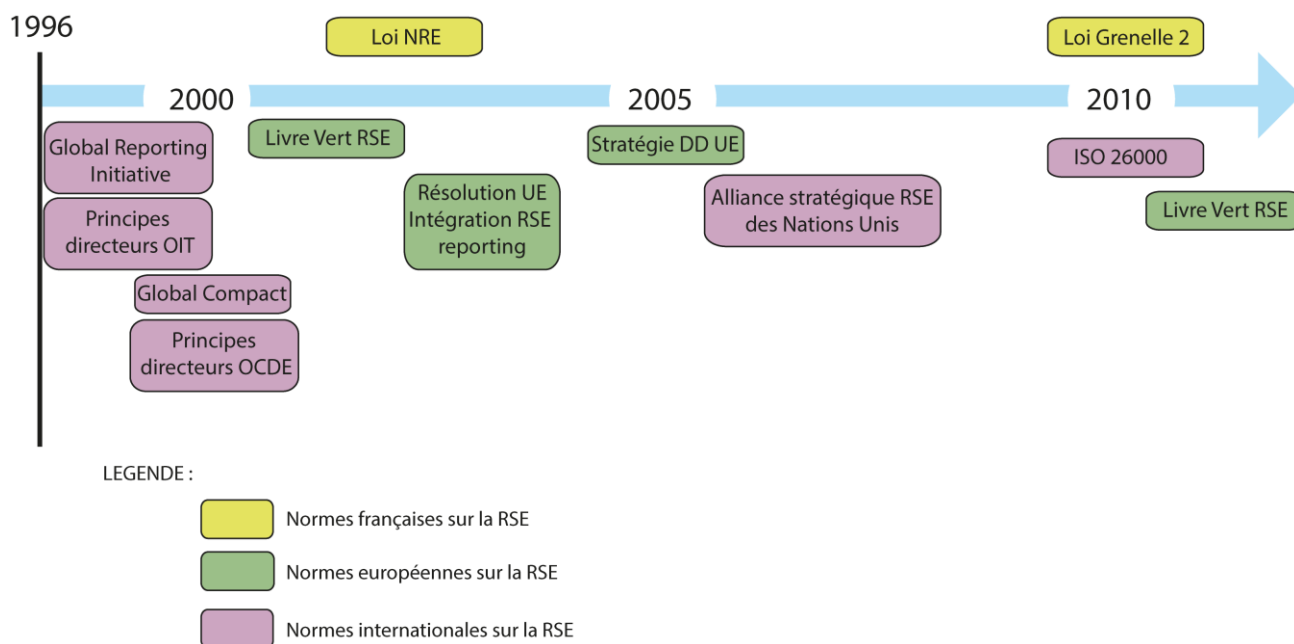 1996
Loi NRE
Loi Grenelle 2
2000
2005
2010
Global Reporting
Initiative
Livre Vert RSE
Stratégie DD UE
ISO 26000
Principes
directeurs OIT
Résolution UE
Intégration RSE
reporting
Alliance stratégique RSE
des Nations Unis
Livre Vert RSE
Global Compact
Principes
directeurs OCDE
LEGENDE :
Normes françaises sur la RSE
Normes européennes sur la RSE
Normes internationales sur la RSE